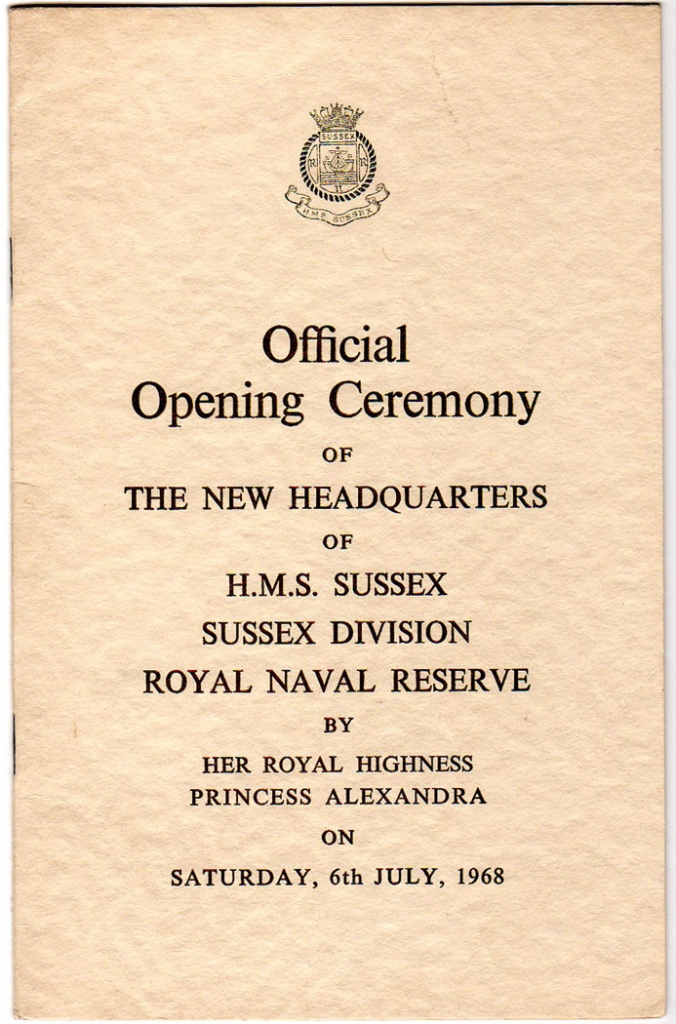 SUSSEX
R R
H.M.S. SUSSEX
Official
Opening Ceremony
OF
THE NEW HEADQUARTERS
OF
H.M.S. SUSSEX
SUSSEX DIVISION
ROYAL NAVAL RESERVE
BY
HER ROYAL HIGHNESS
PRINCESS ALEXANDRA
ON
SATURDAY, 6th JULY, 1968